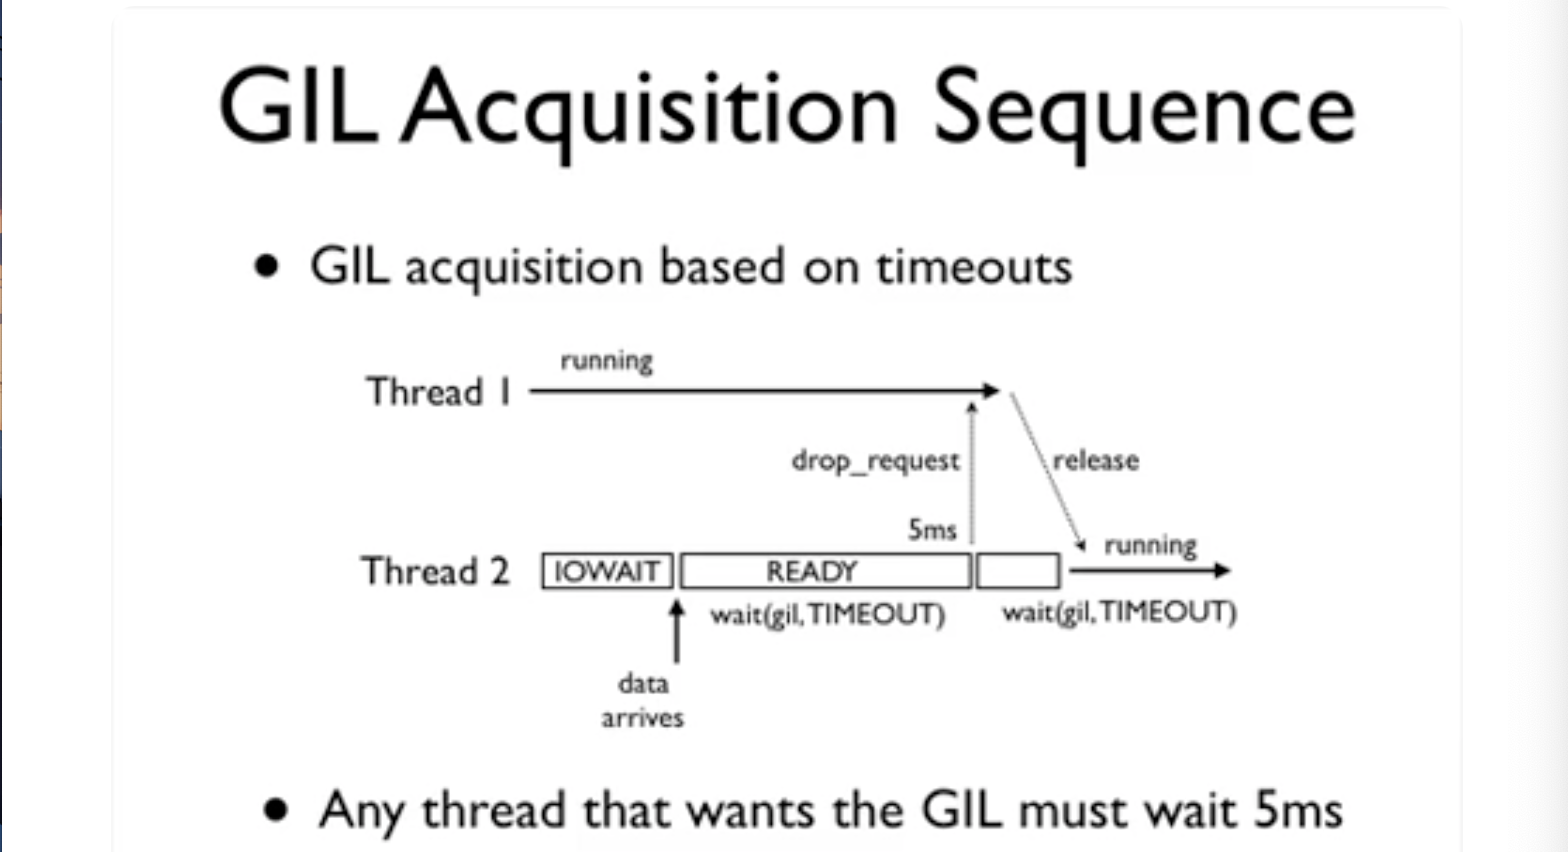 GIL Acquisition Sequence
• GIL acquisition based on timeouts
running
Thread 1
drop_request
release
5ms
running
Thread 2
IOWAIT
READY
wait(gil,TIMEOUT)
wait(gil,TIMEOUT)
data
arrives
• Any thread that wants the GIL must wait 5ms